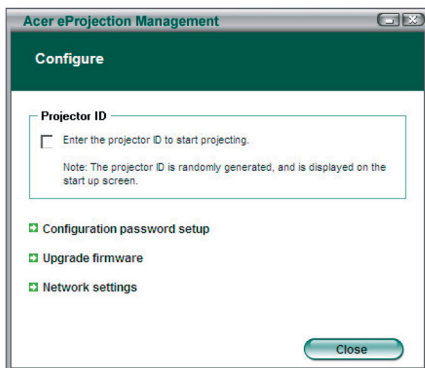 Acer eProjection Management
Configure
Projector ID
Enter the projector ID to start projecting.
Note: The projector ID is randomly generated, and is displayed on the
start up screen.
Configuration password setup
Upgrade firmware
Network settings
Close